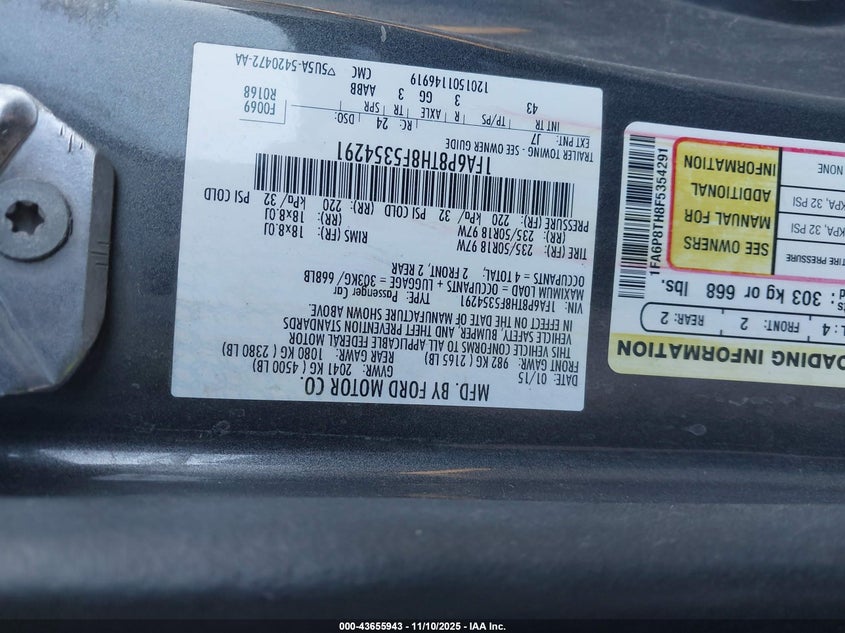 MFD. BY FORD MOTOR CO.
DATE: 01/15 GVWR: 2041 KG ( 4500 LB)
FRONT GAWR: 982 KG ( 2165 LB) REAR GAWR: 1080 KG ( 2380 LB)
THIS VEHICLE CONFORMS TO ALL APPLICABLE FEDERAL MOTOR
VEHICLE SAFETY, BUMPER, AND THEFT PREVENTION STANDARDS
IN EFFECT ON THE DATE OF MANUFACTURE SHOWN ABOVE.
VIN: 1FA6P8TH8F5354291 TYPE: Passenger Car
MAXIMUM LOAD = OCCUPANTS + LUGGAGE = 303KG/ 668LB
OCCUPANTS = 4 TOTAL, 2 FRONT, 2 REAR
TIRE (FR): 235/50R18 97W RIMS (FR): 18x8.0J
(RR): 235/50R18 97W (RR): 18x8.0J
PRESSURE (FR): 220 kPa/ 32 PSI COLD (RR): 220 kPa/ 32 PSI COLD
1FA6P8TH8F5354291
TRAILER TOWING - SEE OWNER GUIDE
EXT PNT: J7 RC: 24 DSO: F0069
INT TR TP/PS R AXLE TR SPR R0168
43 3 GG 3 AABB
1201501146919 CMC ▽5U5A-5420472-AA
LOADING INFORMATION
FRONT: 2 REAR: 2
303 kg or 668 lbs.
TIRE PRESSURE
KPA, 32 PSI
KPA, 32 PSI
NONE
SEE OWNERS
MANUAL FOR
ADDITIONAL
INFORMATION
1FA6P8TH8F5354291
000-43655943 - 11/10/2025 - IAA Inc.